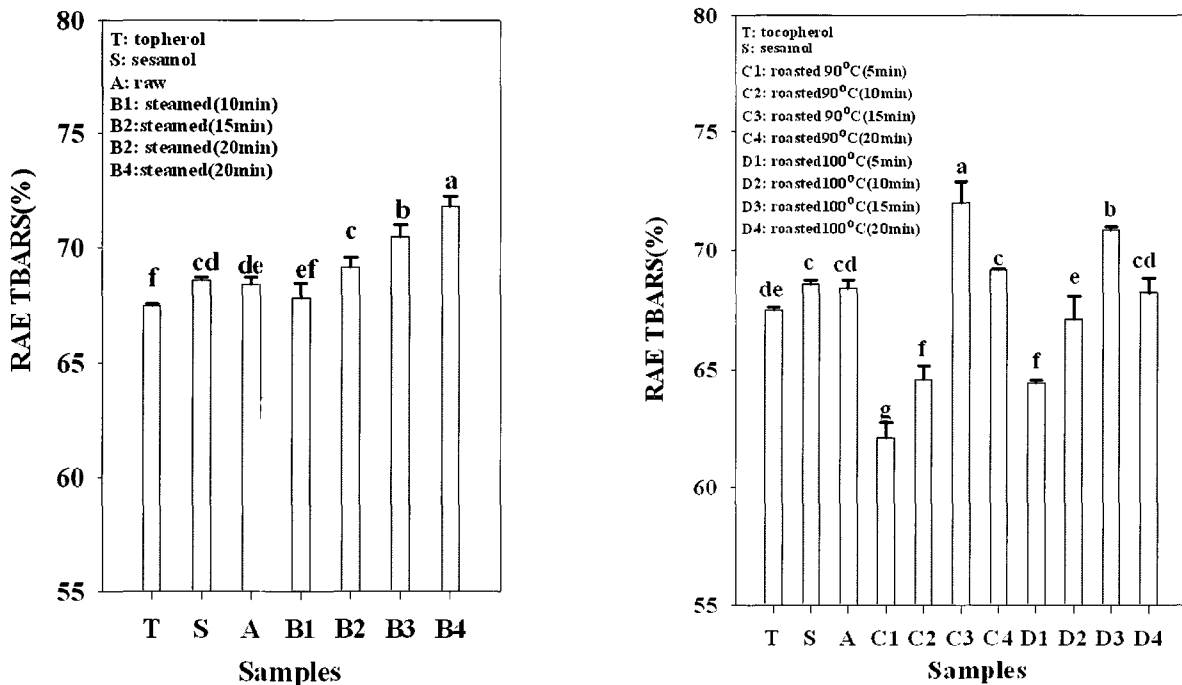 80
75
70
65
60
55
RAE TBARS(%)
T: topherol
S: sesamol
A: raw
B1: steamed(10min)
B2:steamed(15min)
B2: steamed(20min)
B4:steamed(20min)
f
cd
de
ef
c
b
a
T S A B1 B2 B3 B4
Samples
80
75
70
65
60
55
RAE TBARS(%)
T: tocopherol
S: sesamol
C1: roasted 90°C(5min)
C2: roasted90°C(10min)
C3: roasted 90°C(15min)
C4: roasted90°C(20min)
D1: roasted100°C(5min)
D2: roasted100°C(10min)
D3: roasted100°C(15min)
D4: roasted100°C(20min)
de
c
cd
g
f
a
c
f
e
b
cd
T S A C1 C2 C3 C4 D1 D2 D3 D4
Samples